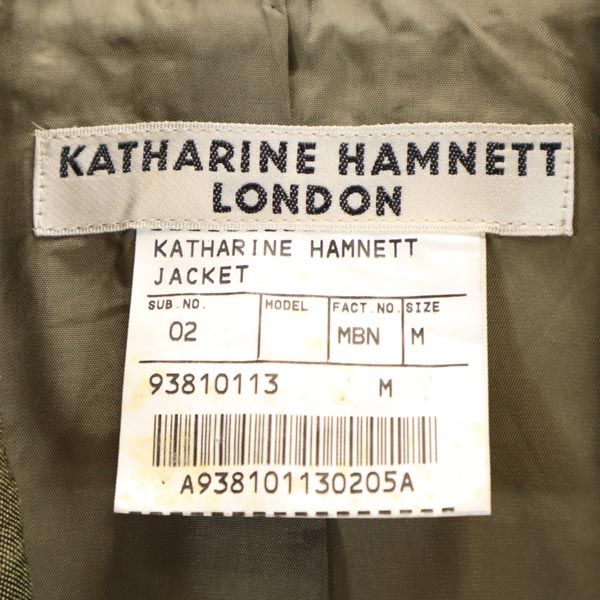 KATHARINE HAMNETT
LONDON
KATHARINE HAMNETT
JACKET
SUB.NO. MODEL FACT.NO. SIZE
02 MBN M
93810113 M
A938101130205A